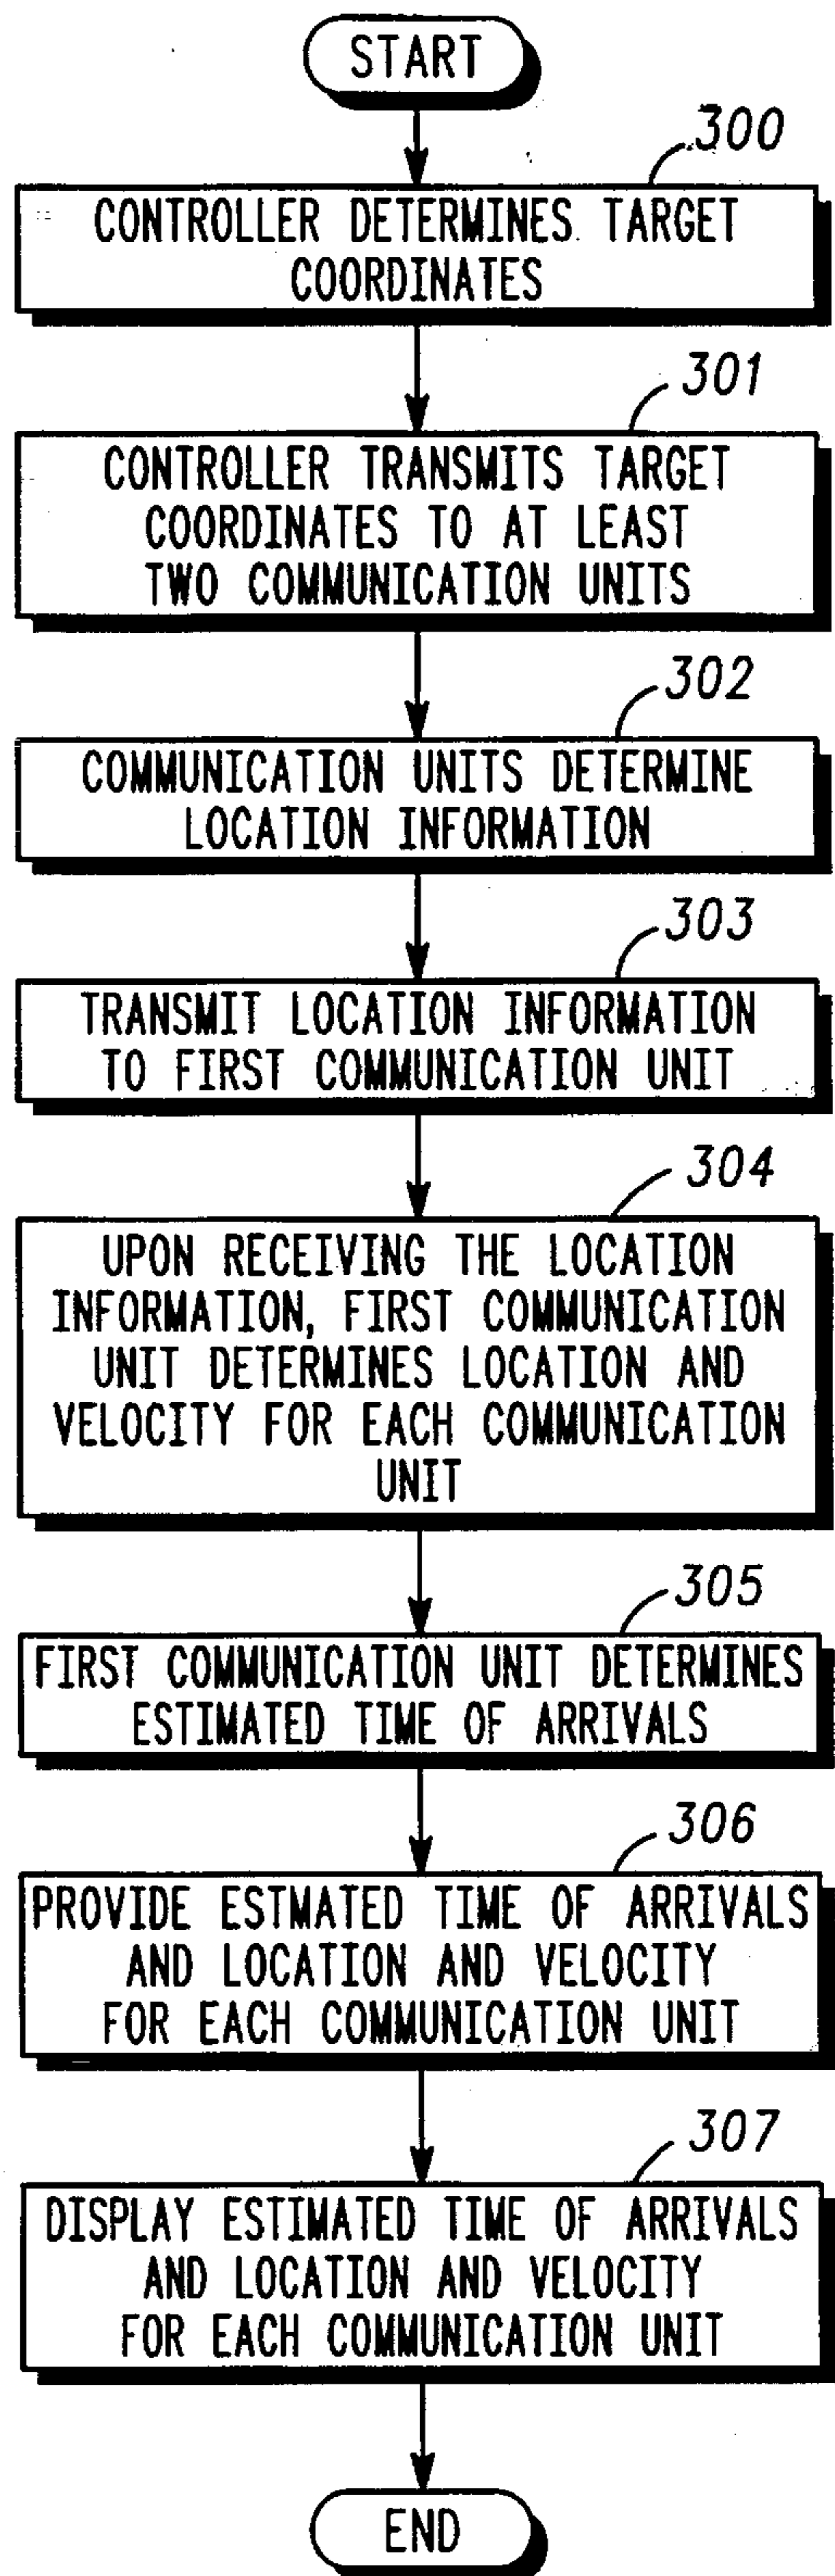 START
300
CONTROLLER DETERMINES TARGET
COORDINATES
301
CONTROLLER TRANSMITS TARGET
COORDINATES TO AT LEAST
TWO COMMUNICATION UNITS
302
COMMUNICATION UNITS DETERMINE
LOCATION INFORMATION
303
TRANSMIT LOCATION INFORMATION
TO FIRST COMMUNICATION UNIT
304
UPON RECEIVING THE LOCATION
INFORMATION, FIRST COMMUNICATION
UNIT DETERMINES LOCATION AND
VELOCITY FOR EACH COMMUNICATION
UNIT
305
FIRST COMMUNICATION UNIT DETERMINES
ESTIMATED TIME OF ARRIVALS
306
PROVIDE ESTMATED TIME OF ARRIVALS
AND LOCATION AND VELOCITY
FOR EACH COMMUNICATION UNIT
307
DISPLAY ESTIMATED TIME OF ARRIVALS
AND LOCATION AND VELOCITY
FOR EACH COMMUNICATION UNIT
END